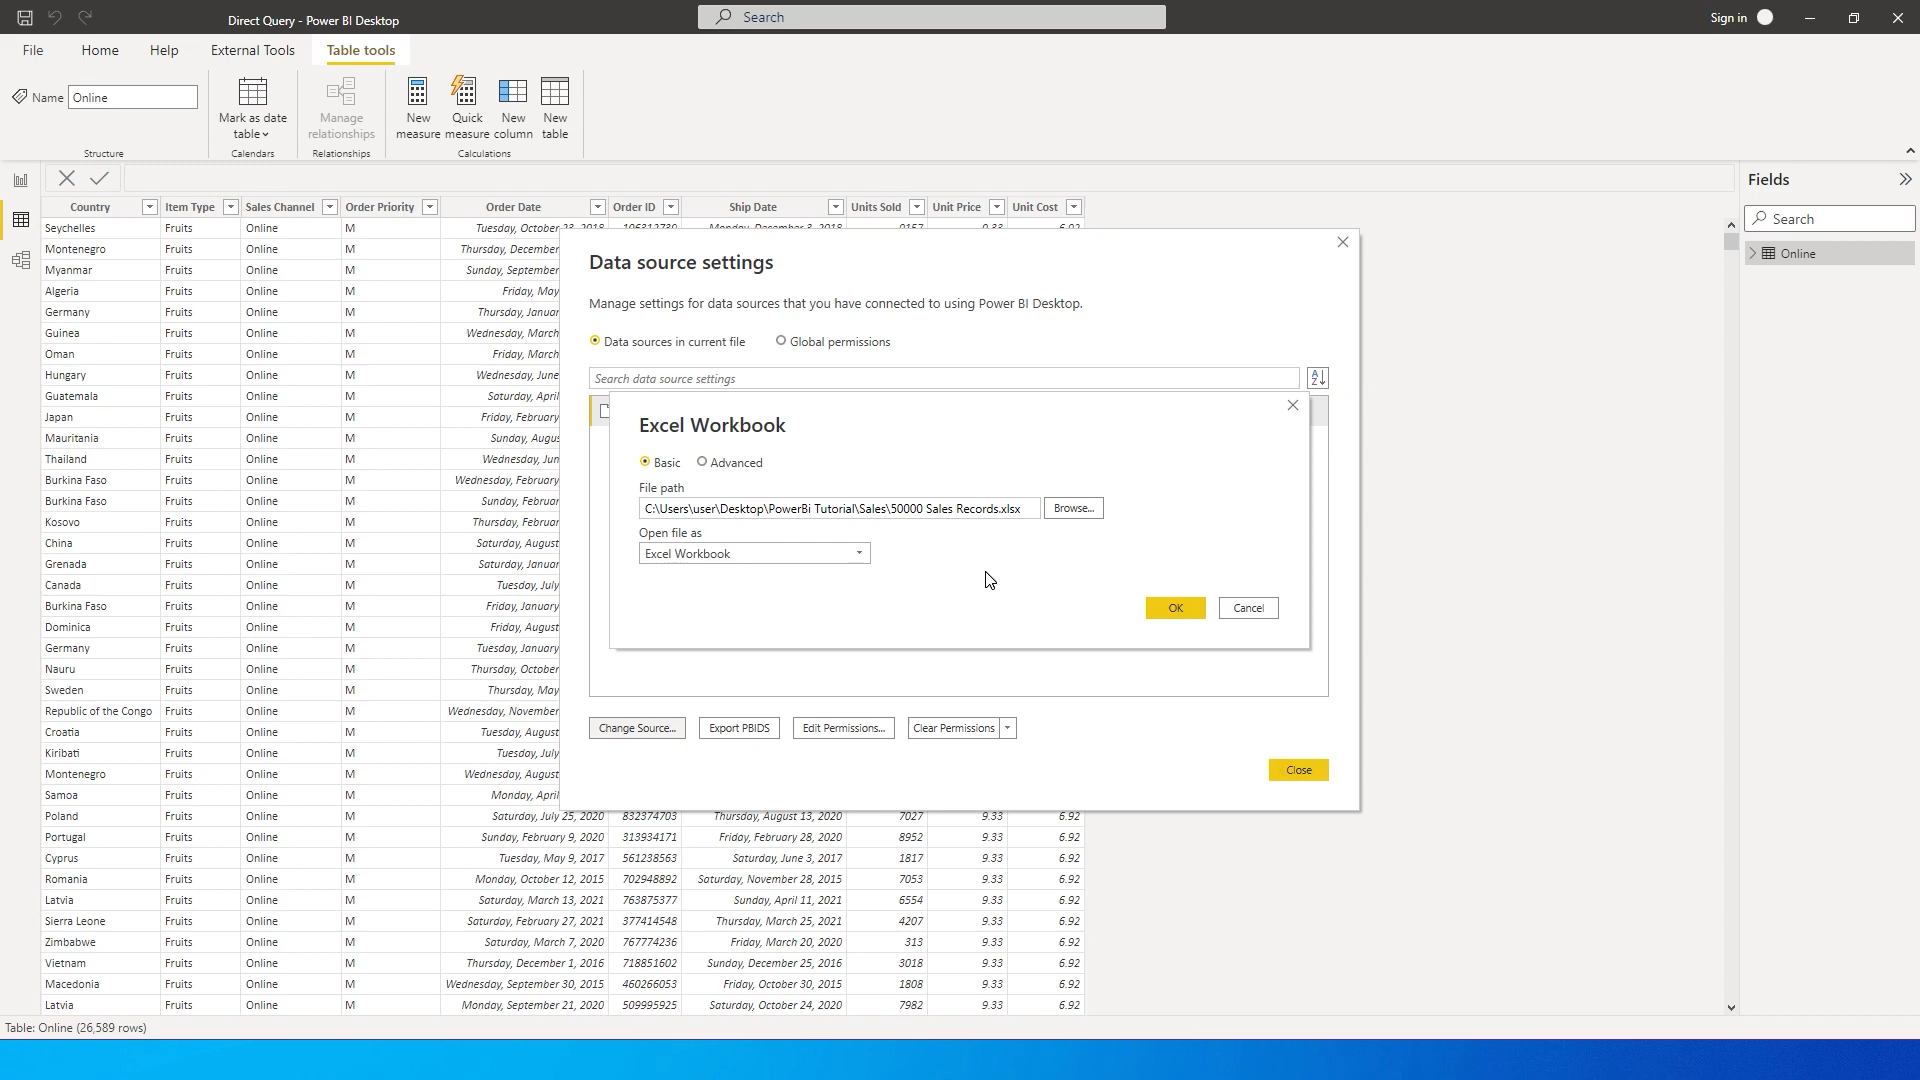 Direct Query - Power BI Desktop
Search
Sign in
File Home Help External Tools Table tools
Name Online
Mark as date table
Manage relationships
New measure
Quick measure
New column
New table
Structure
Calendars
Relationships
Calculations
Country Item Type Sales Channel Order Priority Order Date Order ID Ship Date Units Sold Unit Price Unit Cost
Seychelles Fruits Online M Tuesday, October 23, 2018 106312730 Monday, December 3, 2018 9157 9.33 6.92
Montenegro Fruits Online M Thursday, December
Myanmar Fruits Online M Sunday, September
Algeria Fruits Online M Friday, May
Germany Fruits Online M Thursday, Januar
Guinea Fruits Online M Wednesday, March
Oman Fruits Online M Friday, March
Hungary Fruits Online M Wednesday, June
Guatemala Fruits Online M Saturday, April
Japan Fruits Online M Friday, February
Mauritania Fruits Online M Sunday, Augus
Thailand Fruits Online M Wednesday, Jun
Burkina Faso Fruits Online M Wednesday, February
Burkina Faso Fruits Online M Sunday, Februar
Kosovo Fruits Online M Thursday, Februar
China Fruits Online M Saturday, August
Grenada Fruits Online M Saturday, Januar
Canada Fruits Online M Tuesday, July
Burkina Faso Fruits Online M Friday, January
Dominica Fruits Online M Friday, August
Germany Fruits Online M Tuesday, January
Nauru Fruits Online M Thursday, October
Sweden Fruits Online M Thursday, May
Republic of the Congo Fruits Online M Wednesday, November
Croatia Fruits Online M Tuesday, August
Kiribati Fruits Online M Tuesday, July
Montenegro Fruits Online M Wednesday, August
Samoa Fruits Online M Monday, April
Poland Fruits Online M Saturday, July 25, 2020 832374703 Thursday, August 13, 2020 7027 9.33 6.92
Portugal Fruits Online M Sunday, February 9, 2020 313934171 Friday, February 28, 2020 8952 9.33 6.92
Cyprus Fruits Online M Tuesday, May 9, 2017 561238563 Saturday, June 3, 2017 1817 9.33 6.92
Romania Fruits Online M Monday, October 12, 2015 702948892 Saturday, November 28, 2015 7053 9.33 6.92
Latvia Fruits Online M Saturday, March 13, 2021 763875377 Sunday, April 11, 2021 6554 9.33 6.92
Sierra Leone Fruits Online M Saturday, February 27, 2021 377414548 Thursday, March 25, 2021 4207 9.33 6.92
Zimbabwe Fruits Online M Saturday, March 7, 2020 767774236 Friday, March 20, 2020 313 9.33 6.92
Vietnam Fruits Online M Thursday, December 1, 2016 718851602 Sunday, December 25, 2016 3018 9.33 6.92
Macedonia Fruits Online M Wednesday, September 30, 2015 460266053 Friday, October 30, 2015 1808 9.33 6.92
Latvia Fruits Online M Monday, September 21, 2020 509995925 Saturday, October 24, 2020 7982 9.33 6.92
Table: Online (26,589 rows)
Data source settings
Manage settings for data sources that you have connected to using Power BI Desktop.
Data sources in current file Global permissions
Search data source settings
A Z
Excel Workbook
Basic Advanced
File path
C:\Users\user\Desktop\PowerBi Tutorial\Sales\50000 Sales Records.xlsx Browse...
Open file as
Excel Workbook
OK Cancel
Change Source... Export PBIDS Edit Permissions... Clear Permissions
Close
Fields
Search
Online